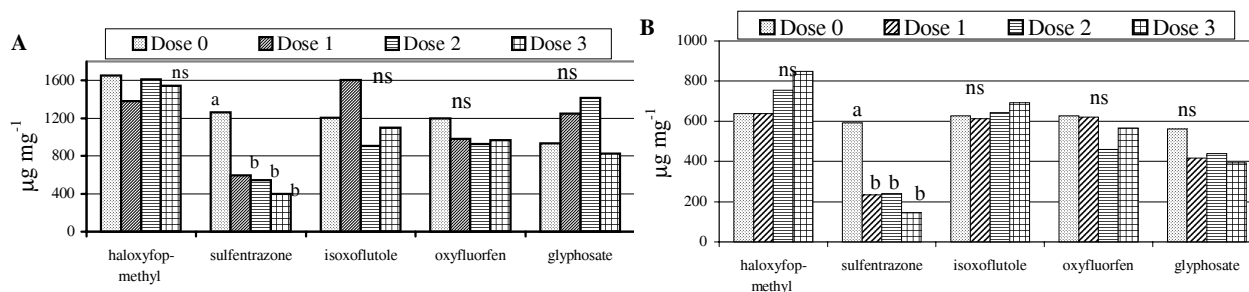 A
Dose 0 Dose 1 Dose 2 Dose 3
µg mg-1
1600
1200
800
400
0
ns
a
b
b
b
ns
ns
ns
haloxyfop-
methyl
sulfentrazone
isoxoflutole
oxyfluorfen
glyphosate
B
Dose 0 Dose 1 Dose 2 Dose 3
µg mg-1
1000
800
600
400
200
0
ns
a
b b
b
ns
ns
ns
haloxyfop-
methyl
sulfentrazone
isoxoflutole
oxyfluorfen
glyphosate